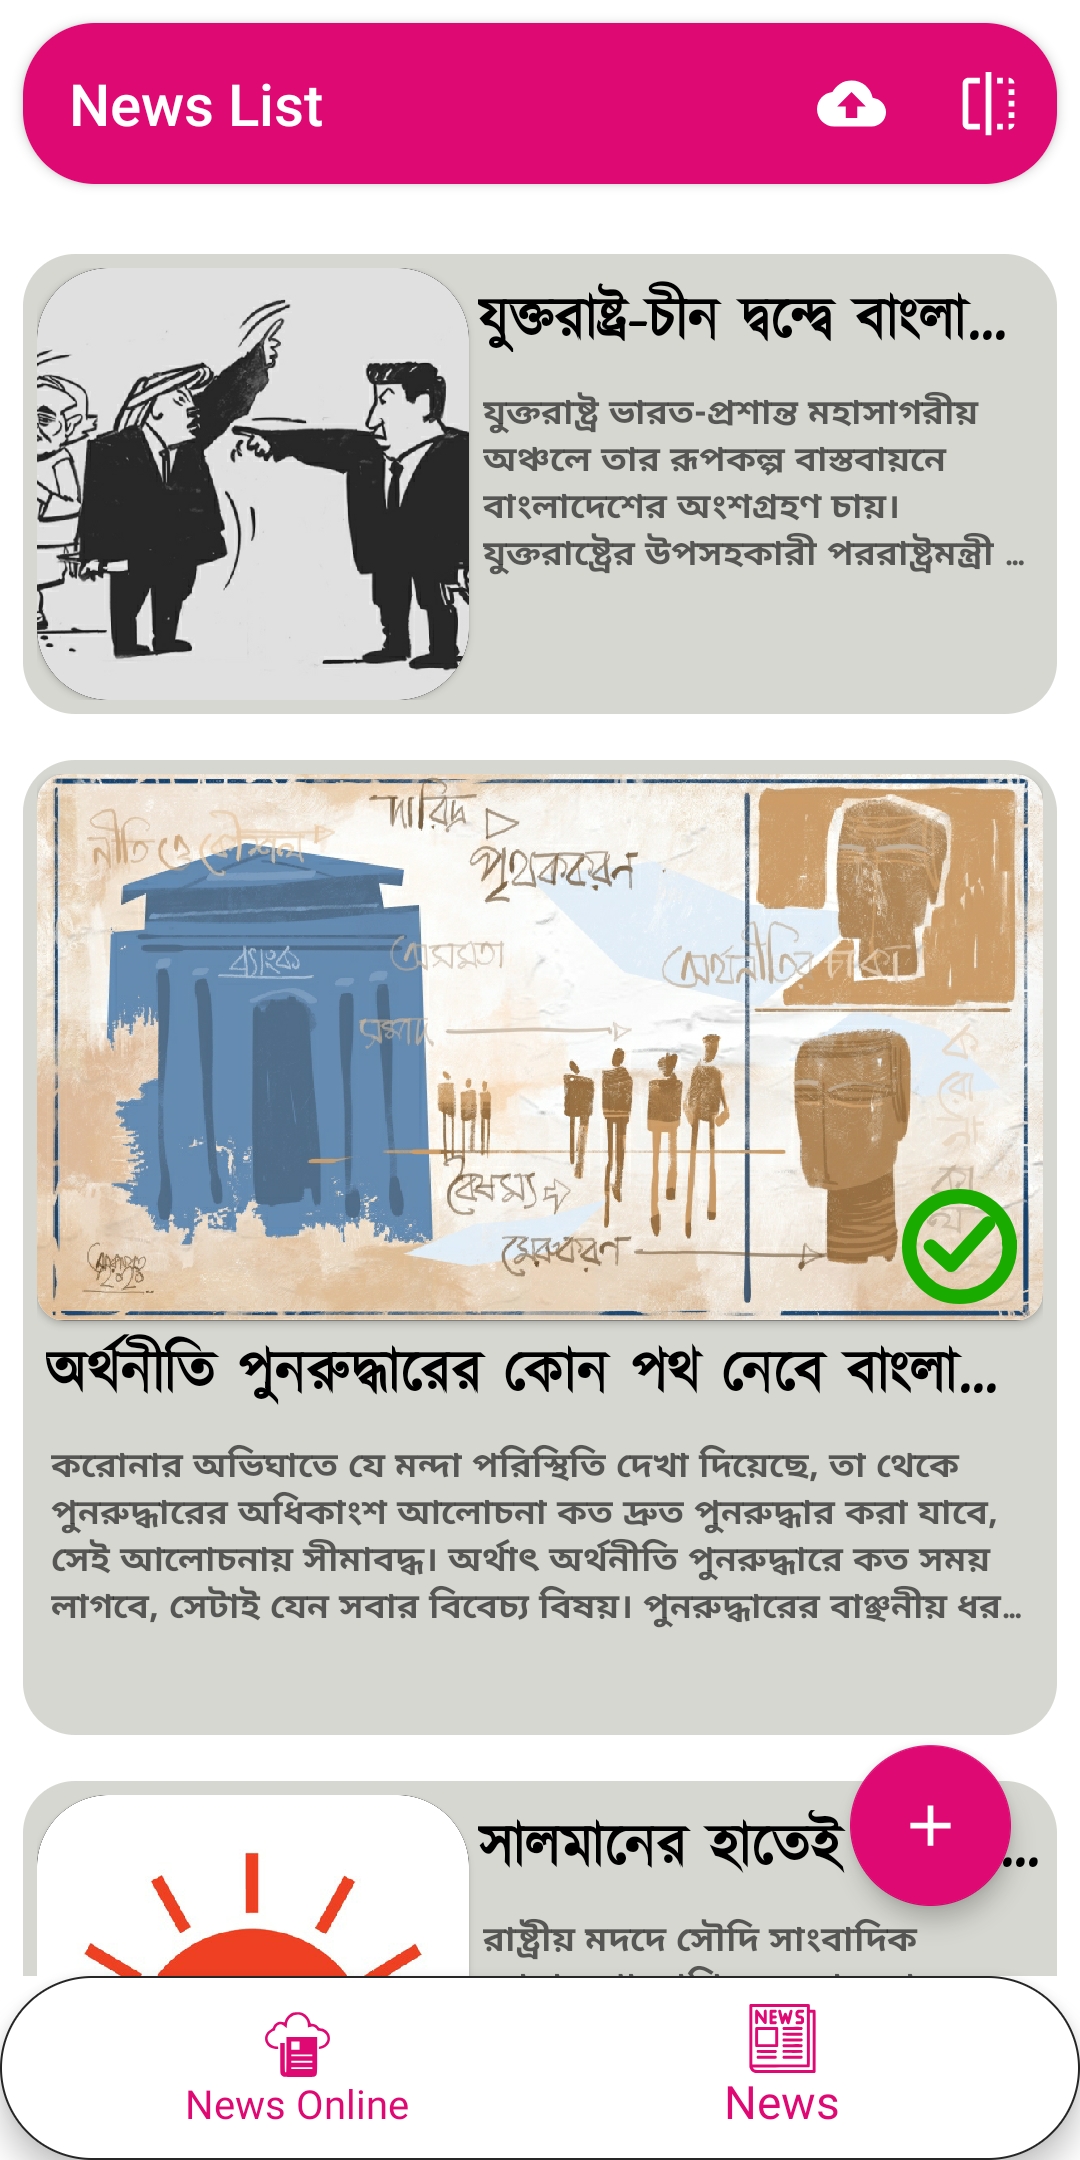 News List
যুক্তরাষ্ট্র-চীন দ্বন্দ্বে বাংলা...
যুক্তরাষ্ট্র ভারত-প্রশান্ত মহাসাগরীয়
অঞ্চলে তার রূপকল্প বাস্তবায়নে
বাংলাদেশের অংশগ্রহণ চায়।
যুক্তরাষ্ট্রের উপসহকারী পররাষ্ট্রমন্ত্রী ...
নীতি ও কৌশল
দারিদ্র
পৃথককরণ
ব্যাংক
অসমতা
অর্থনীতির চাকা
সম্পদ
বৈষম্য
মেরুকরণ
অর্থনীতি পুনরুদ্ধারের কোন পথ নেবে বাংলা...
করোনার অভিঘাতে যে মন্দা পরিস্থিতি দেখা দিয়েছে, তা থেকে
পুনরুদ্ধারের অধিকাংশ আলোচনা কত দ্রুত পুনরুদ্ধার করা যাবে,
সেই আলোচনায় সীমাবদ্ধ। অর্থাৎ অর্থনীতি পুনরুদ্ধারে কত সময়
লাগবে, সেটাই যেন সবার বিবেচ্য বিষয়। পুনরুদ্ধারের বাঞ্ছনীয় ধর...
সালমানের হাতেই ...
রাষ্ট্রীয় মদদে সৌদি সাংবাদিক
NEWS
News Online
News